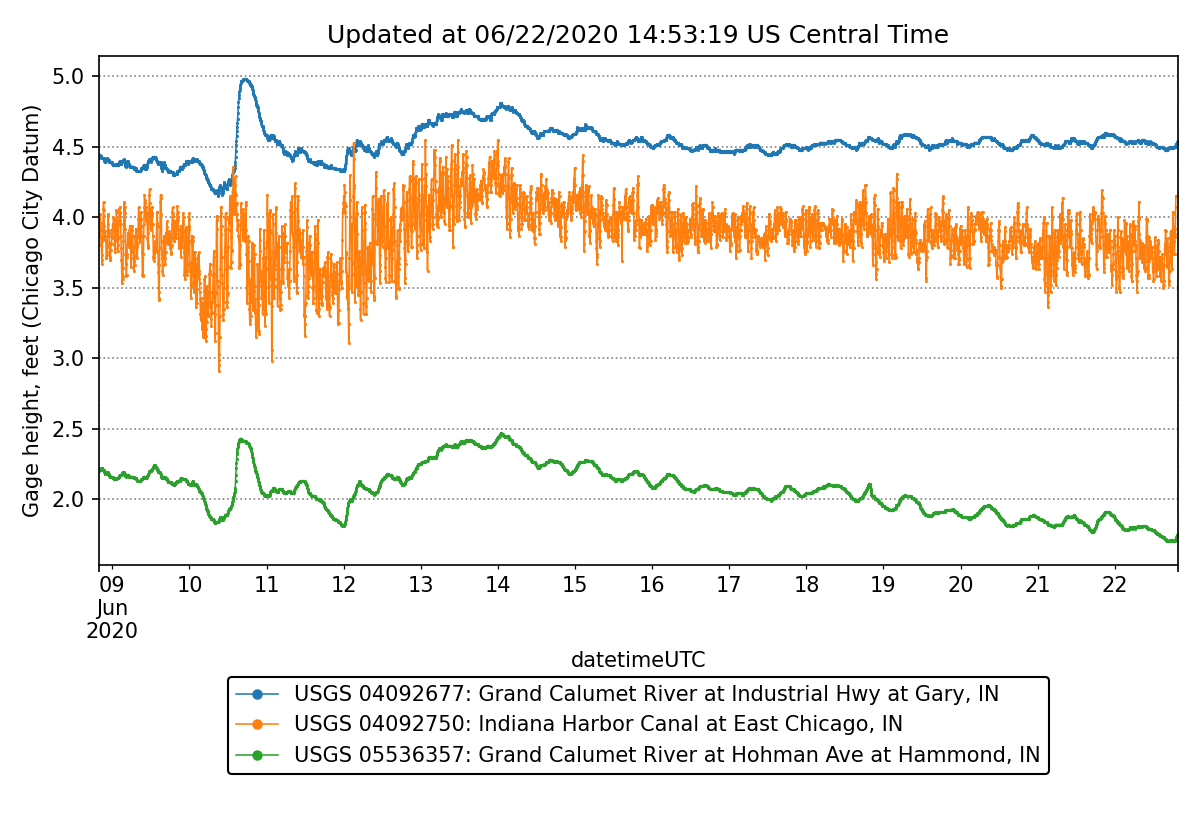 Updated at 06/22/2020 14:53:19 US Central Time
Gage height, feet (Chicago City Datum)
5.0
4.5
4.0
3.5
3.0
2.5
2.0
09 10 11 12 13 14 15 16 17 18 19 20 21 22
Jun
2020
datetimeUTC
USGS 04092677: Grand Calumet River at Industrial Hwy at Gary, IN
USGS 04092750: Indiana Harbor Canal at East Chicago, IN
USGS 05536357: Grand Calumet River at Hohman Ave at Hammond, IN